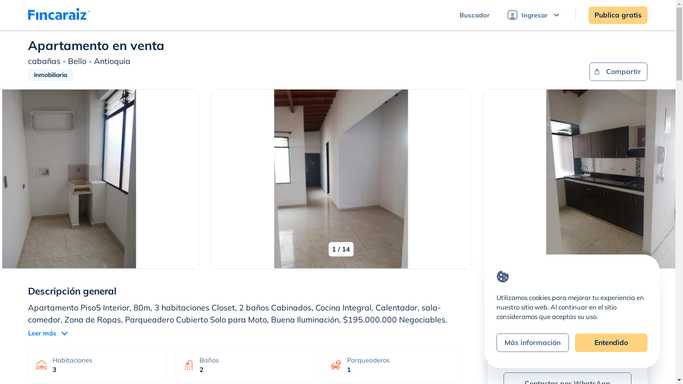 Fincaraiz
Buscador
Ingresar
Publica gratis
Apartamento en venta
cabañas - Bello - Antioquia
Inmobiliaria
Compartir
1 / 14
Descripción general
Apartamento Piso5 Interior, 80m, 3 habitaciones Closet, 2 baños Cabinados, Cocina Integral, Calentador, sala-
comedor, Zona de Ropas, Parqueadero Cubierto Solo para Moto, Buena Iluminación, $195.000.000 Negociables.
Leer más
Habitaciones
3
Baños
2
Parqueaderos
1
Utilizamos cookies para mejorar tu experiencia en
nuestro sitio web. Al continuar en el sitio
consideramos que aceptas su uso.
Más información
Entendido
Contactar por WhatsApp